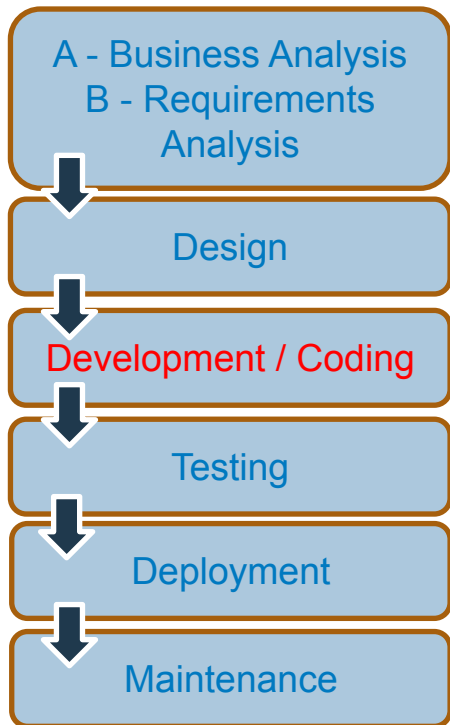 A - Business Analysis
B - Requirements
Analysis
Design
Development / Coding
Testing
Deployment
Maintenance